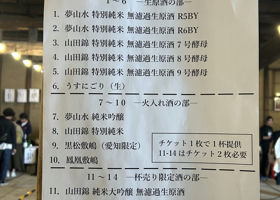 1～6 ―生原酒の部―
1. 夢山水 特別純米 無濾過生原酒 R5BY
2. 夢山水 特別純米 無濾過生原酒 R6BY
3. 山田錦 特別純米 無濾過生原酒 7号酵母
4. 山田錦 特別純米 無濾過生原酒 8号酵母
5. 山田錦 特別純米 無濾過生原酒 9号酵母
6. うすにごり（生）
7～10 ―火入れ酒の部―
7. 夢山水 純米吟醸
8. 山田錦 特別純米
9. 黒松敷嶋（愛知限定）
10. 鳳凰敷嶋
チケット1枚で1杯提供
11-14はチケット2枚必要
11～14 ―一杯売り限定酒の部―
11. 山田錦 純米大吟醸 無濾過生原酒